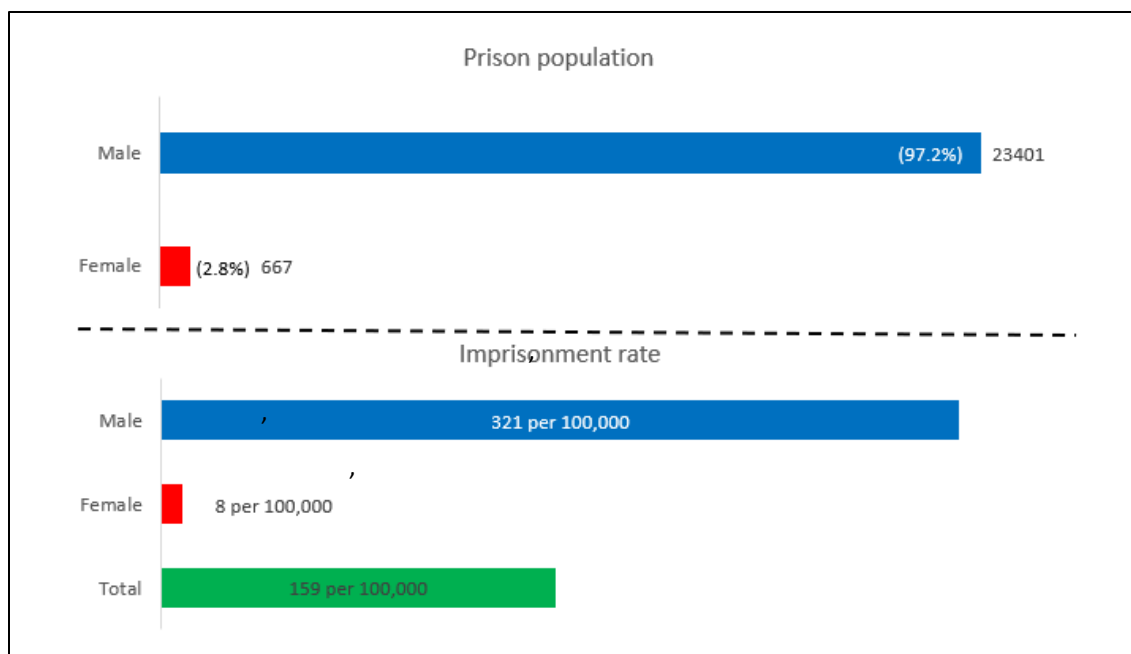 Prison population
Male (97.2%) 23401
Female (2.8%) 667
Imprisonment rate
,
Male , 321 per 100,000
,
Female 8 per 100,000
Total 159 per 100,000